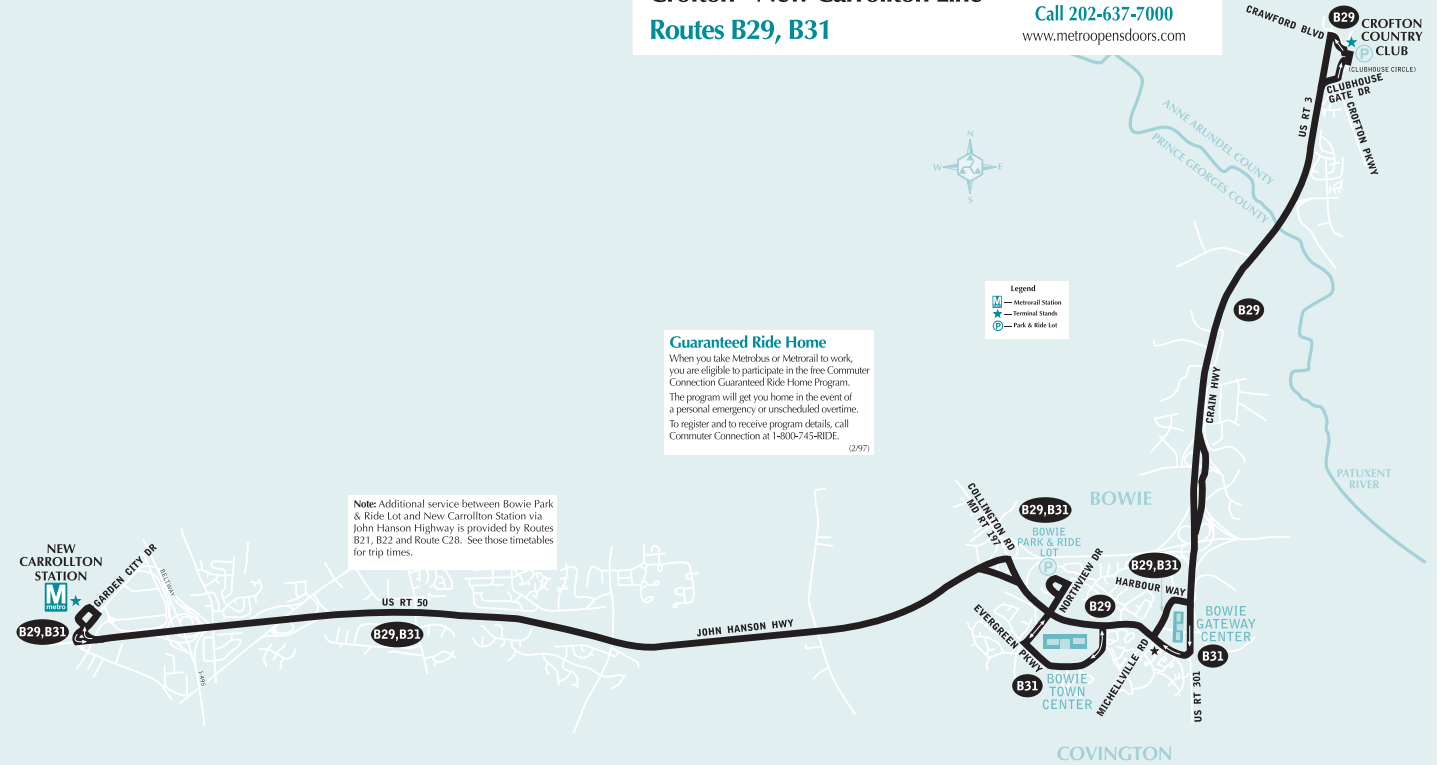 Crofton - New Carrollton Line
Routes B29, B31
Call 202-637-7000
www.metroopensdoors.com
CRAWFORD BLVD
B29
CROFTON
COUNTRY
CLUB
P
(CLUBHOUSE CIRCLE)
CLUBHOUSE
GATE DR
CROFTON PKWY
US RT 3
ANNE ARUNDEL COUNTY
PRINCE GEORGES COUNTY
N
W
E
S
Legend
M — Metrorail Station
— Terminal Stands
P — Park & Ride Lot
B29
Guaranteed Ride Home
When you take Metrobus or Metrorail to work,
you are eligible to participate in the free Commuter
Connection Guaranteed Ride Home Program.
The program will get you home in the event of
a personal emergency or unscheduled overtime.
To register and to receive program details, call
Commuter Connection at 1-800-745-RIDE.
(2/97)
CRAIN HWY
PATUXENT
RIVER
BOWIE
COLLINGTON RD
MD RT 197
B29,B31
BOWIE
PARK & RIDE
LOT
P
NORTHVIEW DR
B29,B31
HARBOUR WAY
B29
BOWIE
GATEWAY
CENTER
Note: Additional service between Bowie Park
& Ride Lot and New Carrollton Station via
John Hanson Highway is provided by Routes
B21, B22 and Route C28. See those timetables
for trip times.
NEW
CARROLLTON
STATION
M
metro
GARDEN CITY DR
BELTWAY
B29,B31
US RT 50
B29,B31
JOHN HANSON HWY
I-495
EVERGREEN PKWY
B31
BOWIE
TOWN
CENTER
MICHELLVILLE RD
B31
US RT 301
COVINGTON